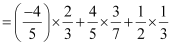 = (-4/5) × 2/3 + 4/5 × 3/7 + 1/2 × 1/3